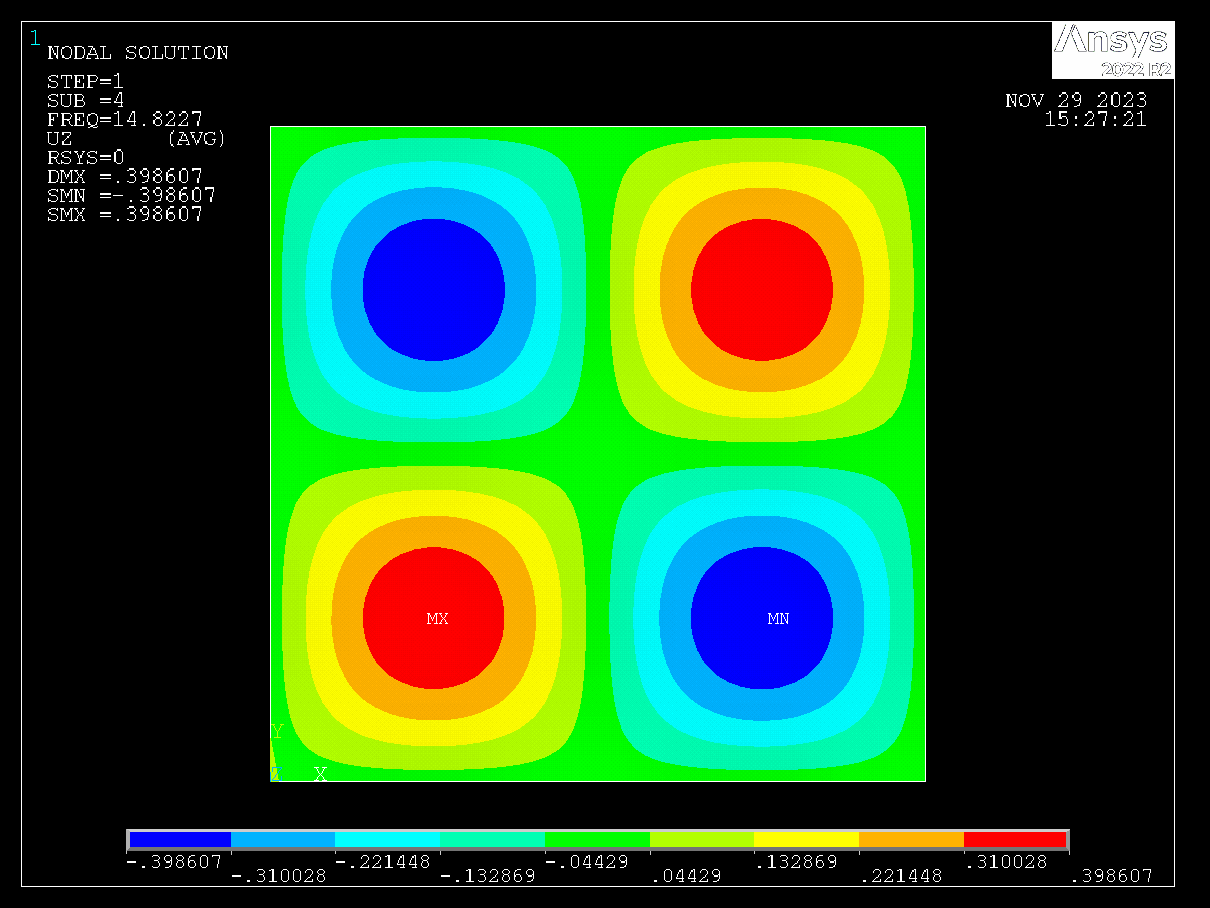 1
NODAL SOLUTION
STEP=1
SUB =4
FREQ=14.8227
UZ (AVG)
RSYS=0
DMX =.398607
SMN =-.398607
SMX =.398607
Ansys
2022 R2
NOV 29 2023
15:27:21
MX
MN
Y
Z X
-.398607 -.221448 -.04429 .132869 .310028
-.310028 -.132869 .04429 .221448 .398607